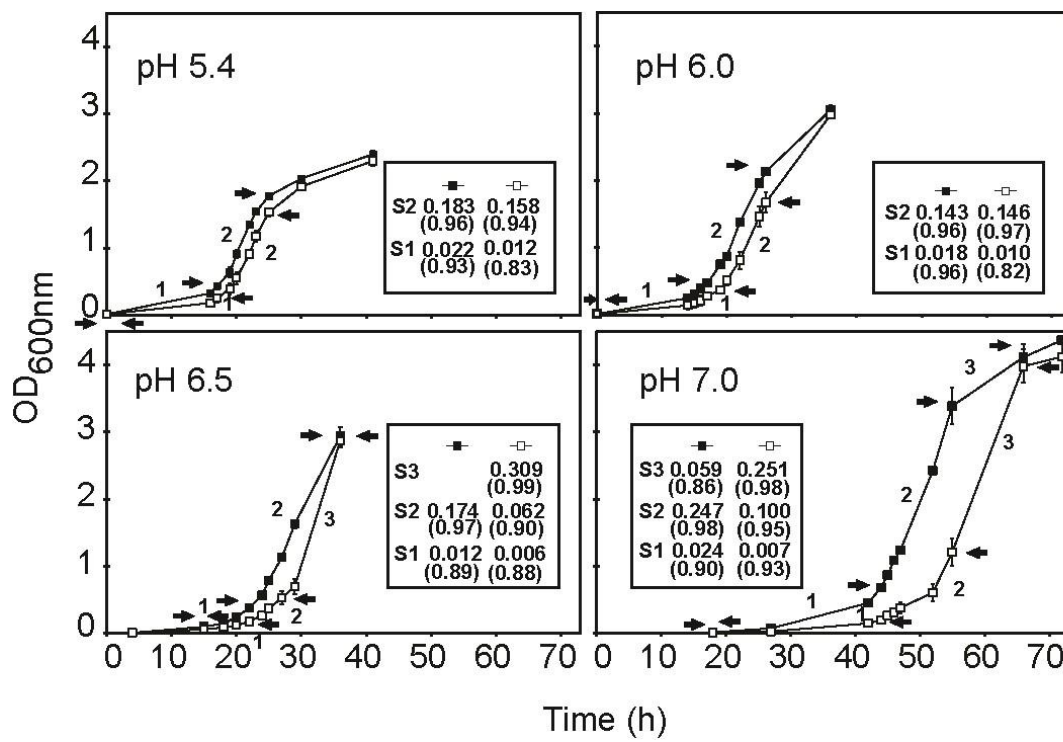 4
3
2
1
0
pH 5.4
1
2
2
1
S2 0.183 0.158
(0.96) (0.94)
S1 0.022 0.012
(0.93) (0.83)
pH 6.0
1
2
2
1
S2 0.143 0.146
(0.96) (0.97)
S1 0.018 0.010
(0.96) (0.82)
OD600nm
4
3
2
1
0
pH 6.5
1
2
3
2
1
S3 0.309
(0.99)
S2 0.174 0.062
(0.97) (0.90)
S1 0.012 0.006
(0.89) (0.88)
0 10 20 30 40 50 60 70
pH 7.0
1
2
3
3
2
1
S3 0.059 0.251
(0.86) (0.98)
S2 0.247 0.100
(0.98) (0.95)
S1 0.024 0.007
(0.90) (0.93)
0 10 20 30 40 50 60 70
Time (h)